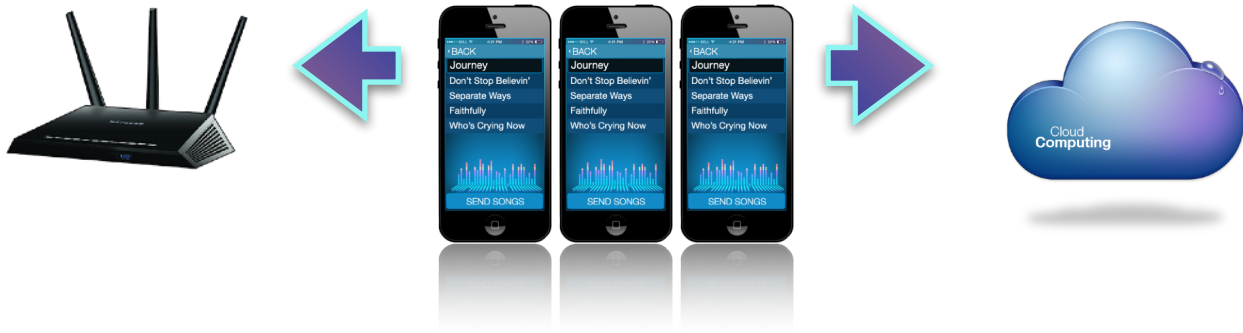 NETGEAR
BACK
Journey
Don't Stop Believin'
Separate Ways
Faithfully
Who's Crying Now
SEND SONGS
BACK
Journey
Don't Stop Believin'
Separate Ways
Faithfully
Who's Crying Now
SEND SONGS
BACK
Journey
Don't Stop Believin'
Separate Ways
Faithfully
Who's Crying Now
SEND SONGS
Cloud
Computing